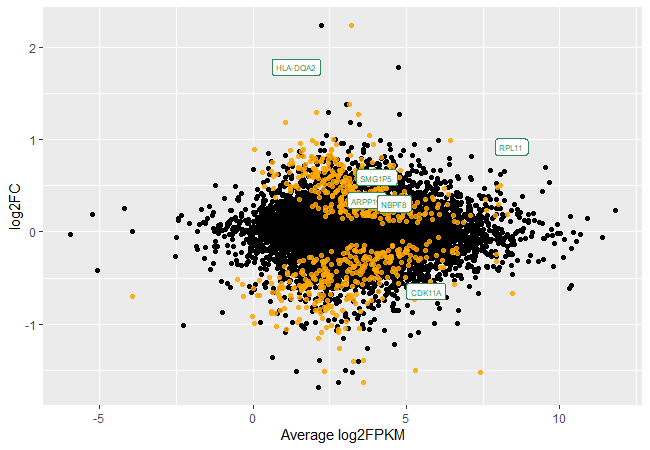 log2FC
2
1
0
-1
HLA-DQA2
RPL11
SMG1P5
NBPF8
CDK11A
-5
0
5
10
Average log2FPKM